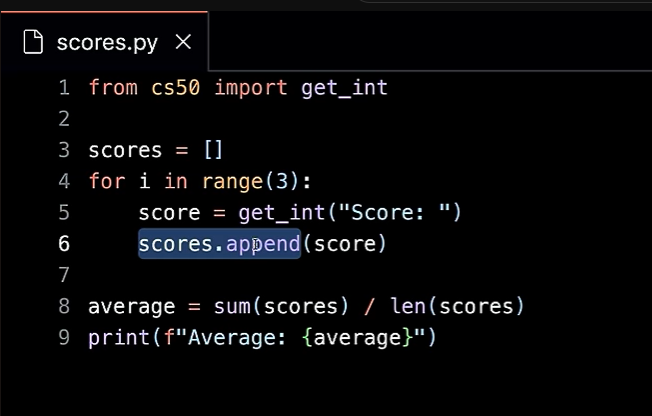 scores.py ×
1 from cs50 import get_int
2
3 scores = []
4 for i in range(3):
5     score = get_int("Score: ")
6     scores.append(score)
7
8 average = sum(scores) / len(scores)
9 print(f"Average: {average}")